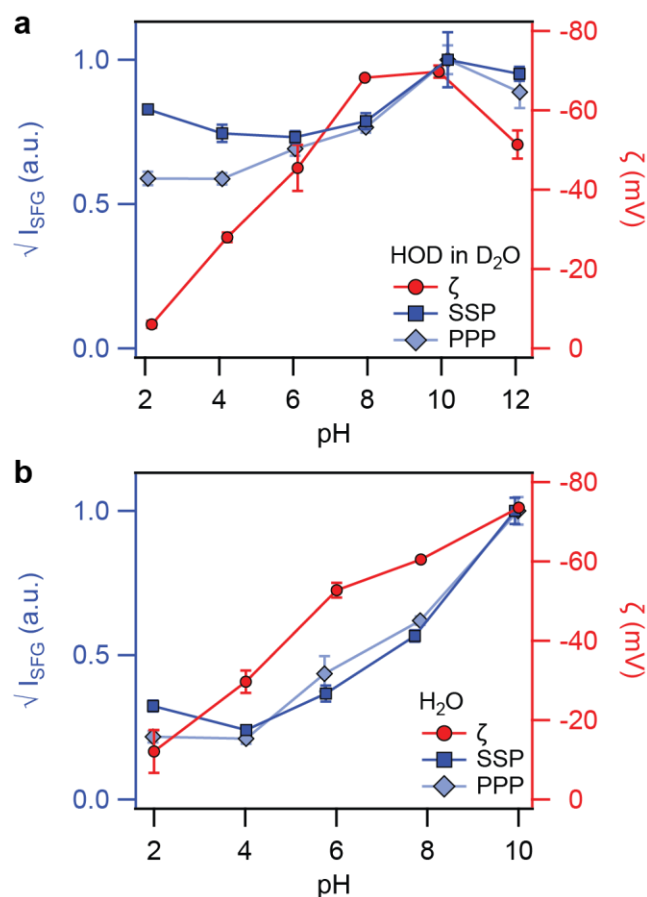 a
√ I_SFG (a.u.)
1.0
0.5
0.0
-80
-60
-40
-20
0
ζ (mV)
HOD in D₂O
ζ
SSP
PPP
2 4 6 8 10 12
pH
b
√ I_SFG (a.u.)
1.0
0.5
0.0
-80
-60
-40
-20
0
ζ (mV)
H₂O
ζ
SSP
PPP
2 4 6 8 10
pH